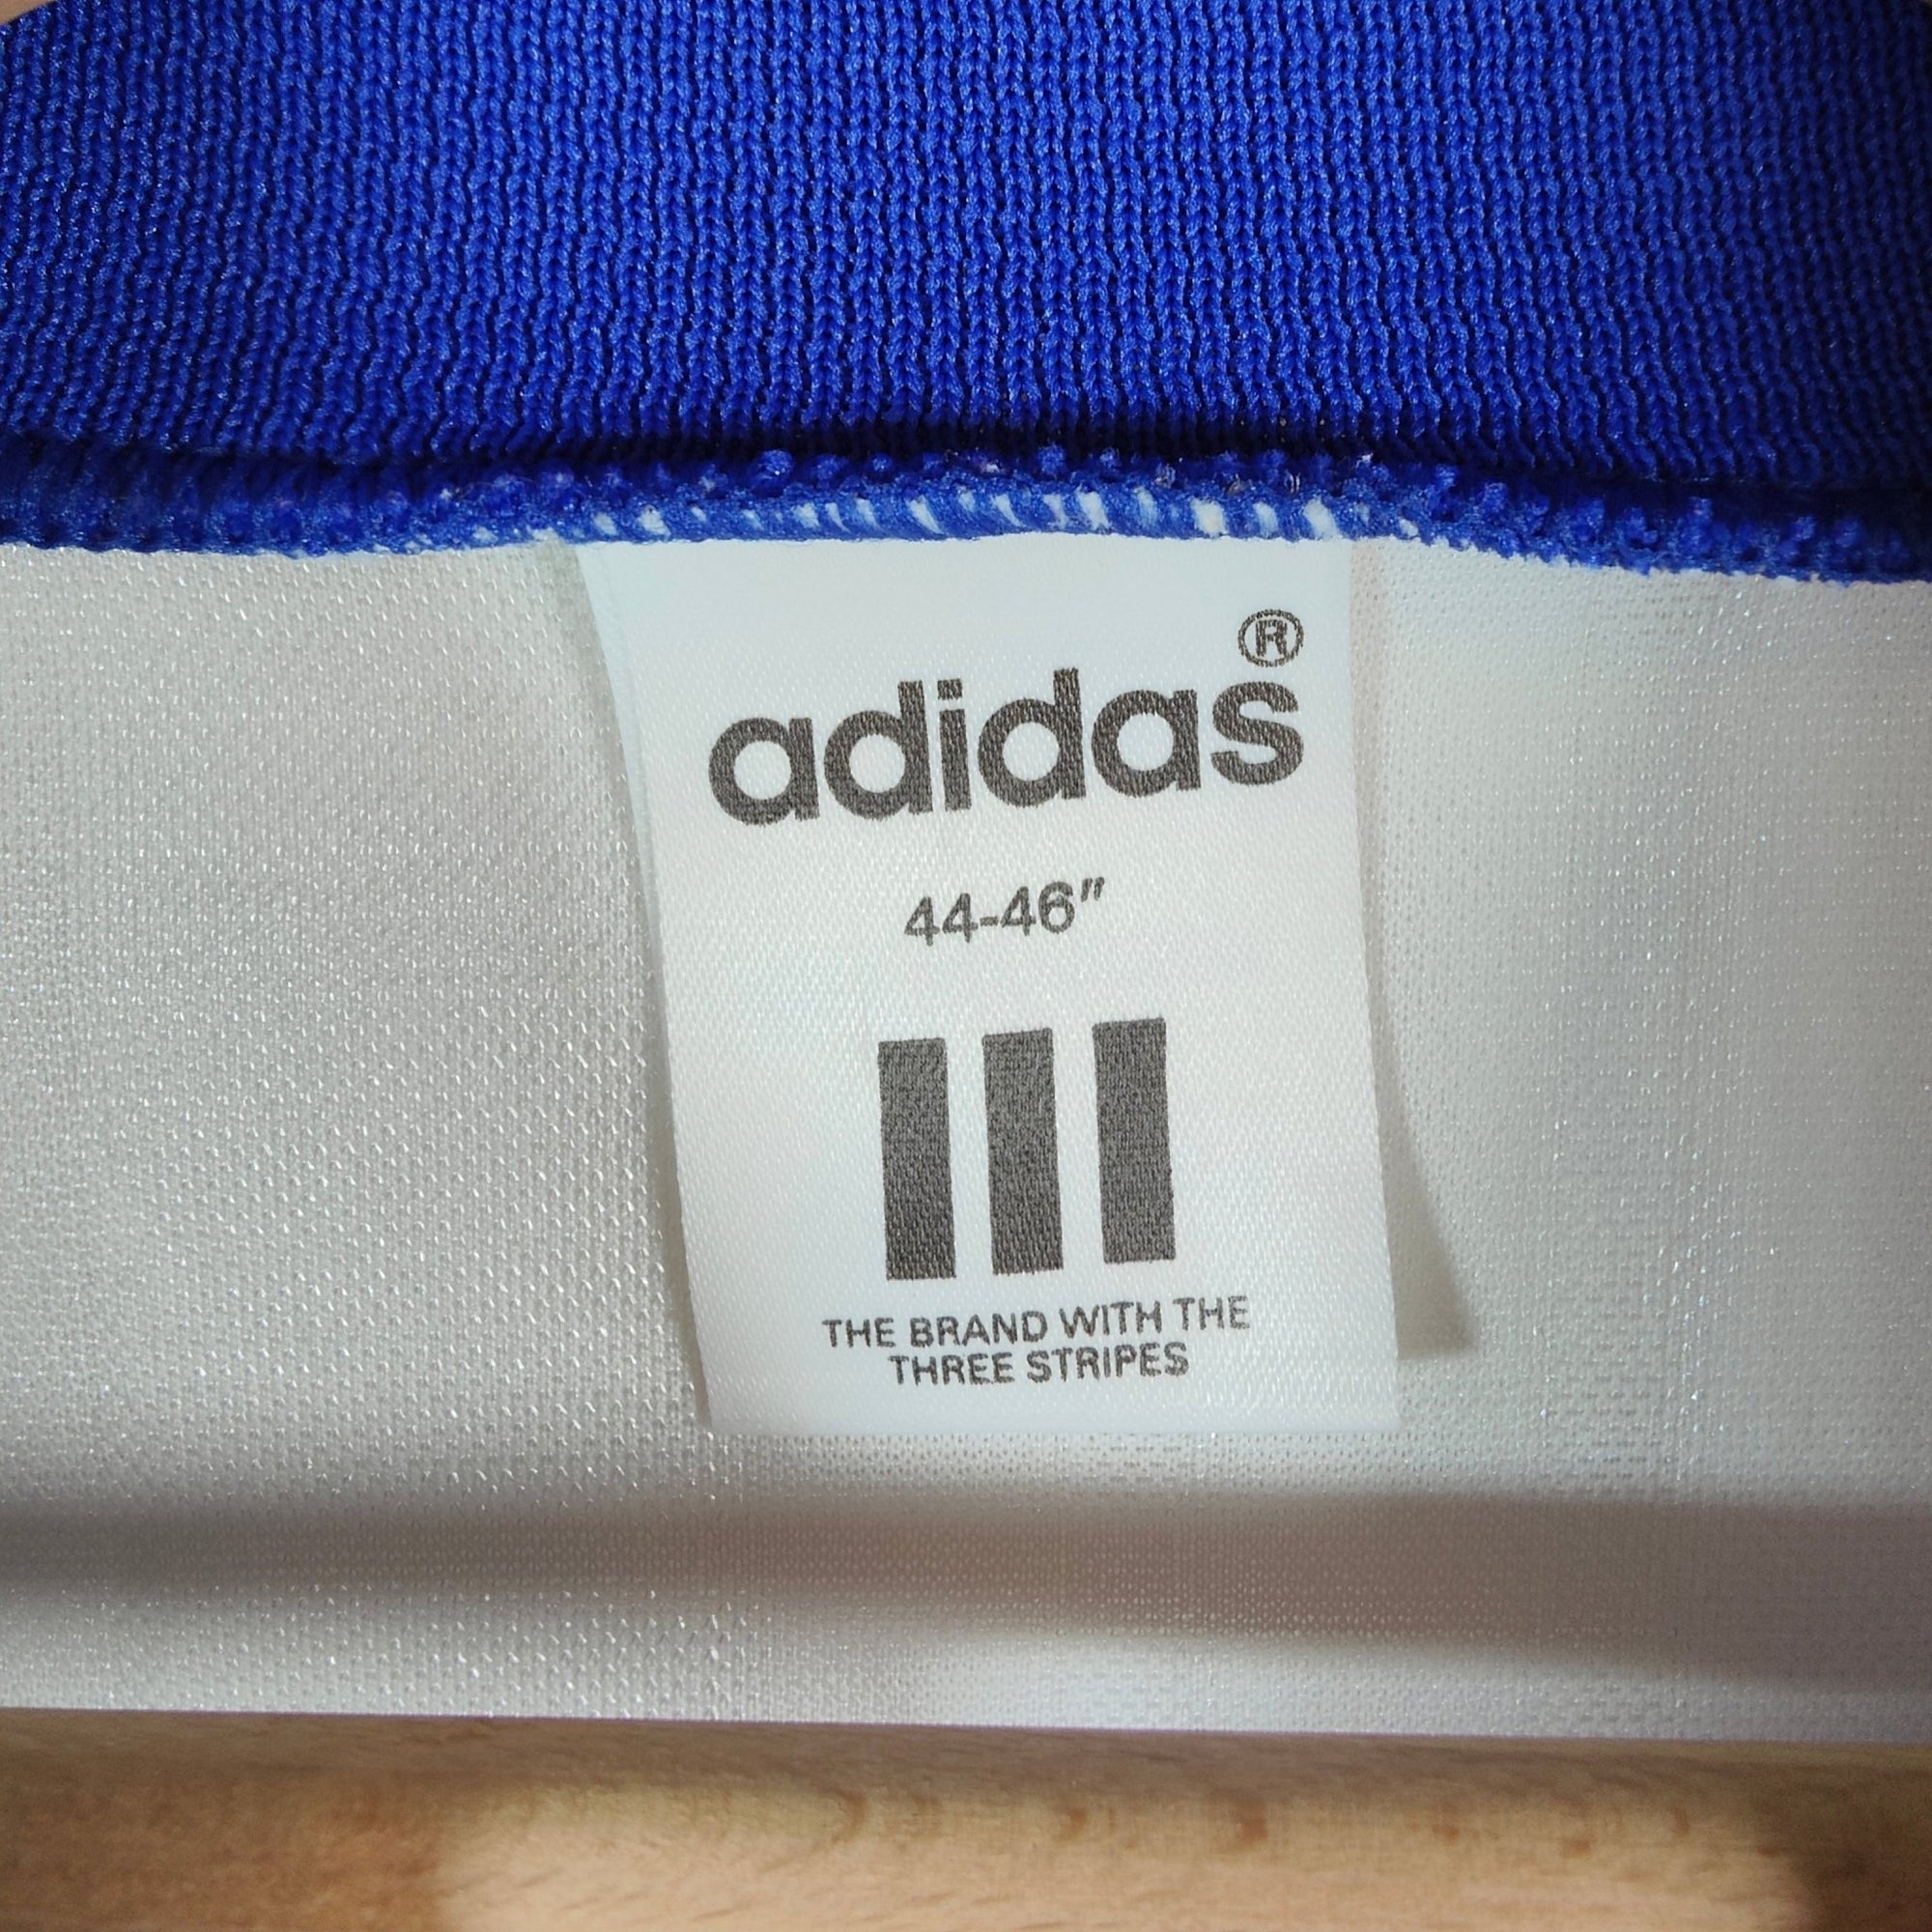 adidas®
44-46"
THE BRAND WITH THE
THREE STRIPES